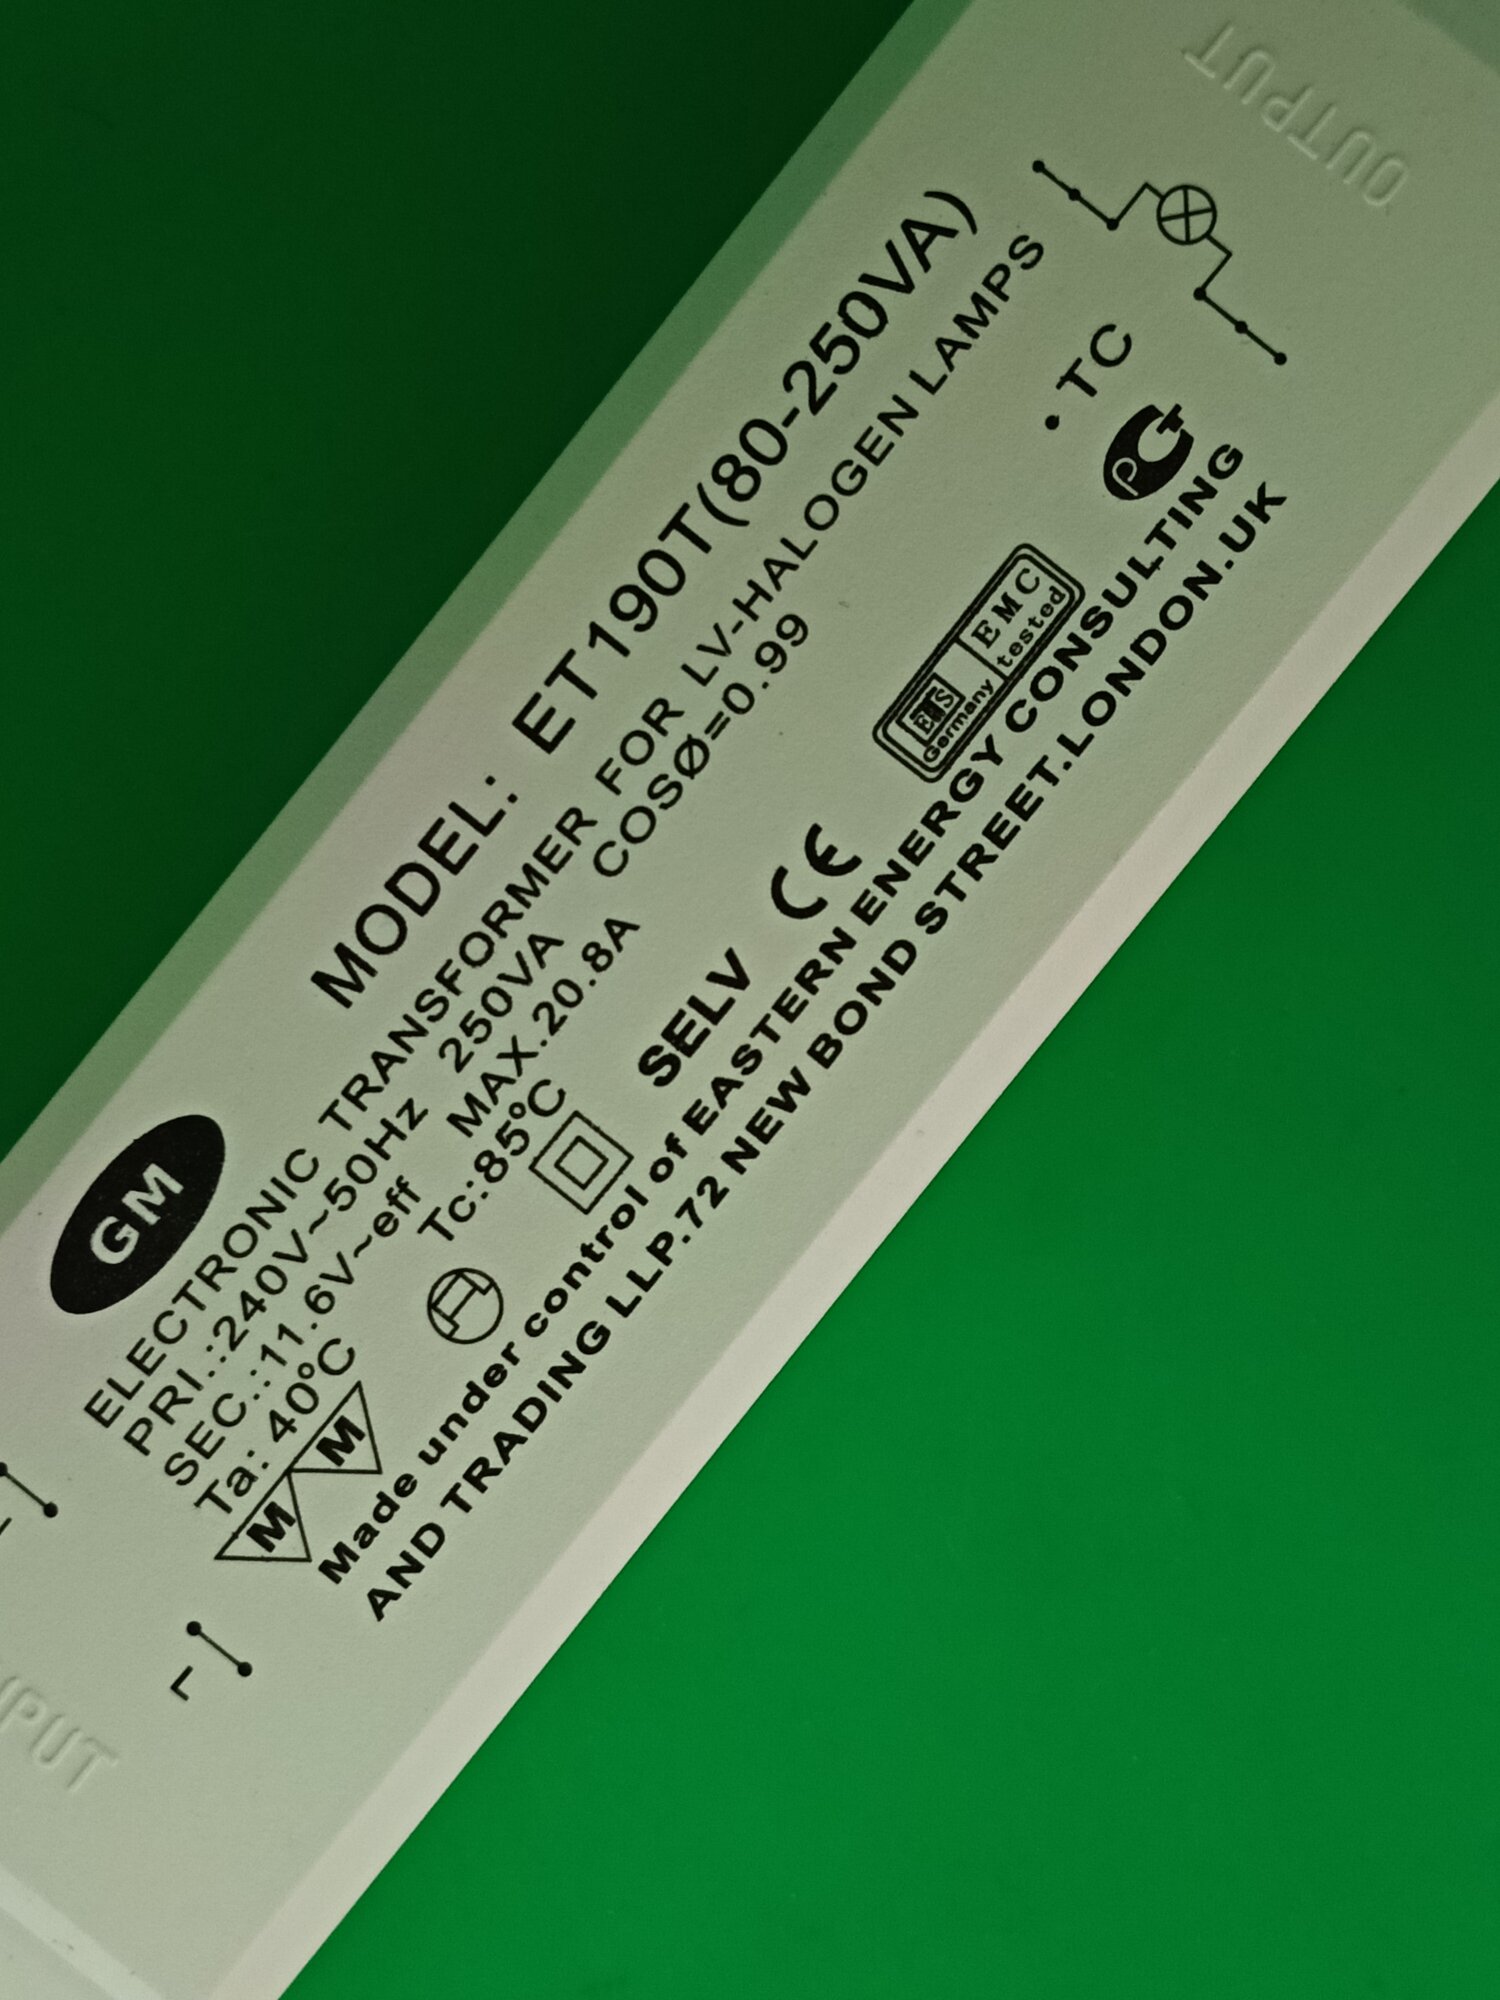 GM
MODEL: ET190T(80-250VA)
ELECTRONIC TRANSFORMER FOR LV-HALOGEN LAMPS
PRI.:240V~50Hz 250VA COSØ=0.99
SEC.:11.6V~eff MAX.20.8A
Ta: 40°C Tc:85°C
M M
SELV CE
ETS
Germany
EMC
tested
• TC
Made under control of EASTERN ENERGY CONSULTING
AND TRADING LLP.72 NEW BOND STREET.LONDON.UK
L
OUTPUT